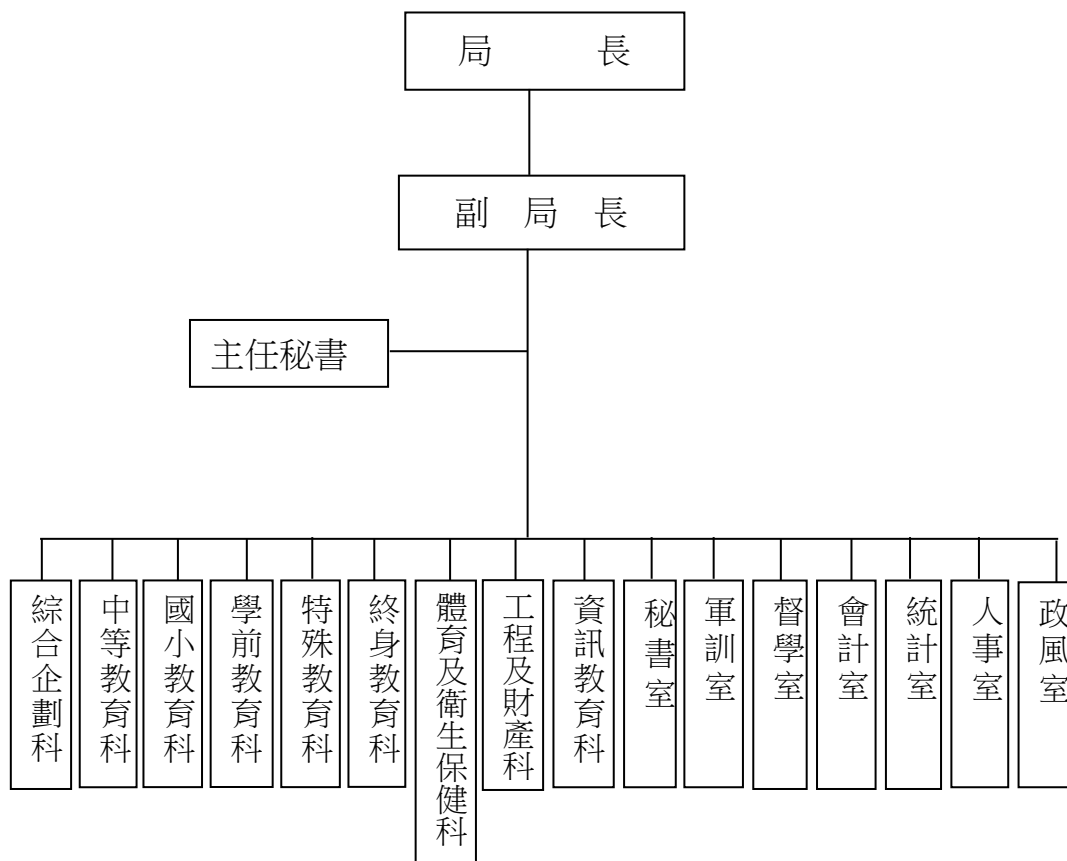 局長
副局長
主任秘書
綜合企劃科
中等教育科
國小教育科
學前教育科
特殊教育科
終身教育科
體育及衛生保健科
工程及財產科
資訊教育科
秘書室
軍訓室
督學室
會計室
統計室
人事室
政風室